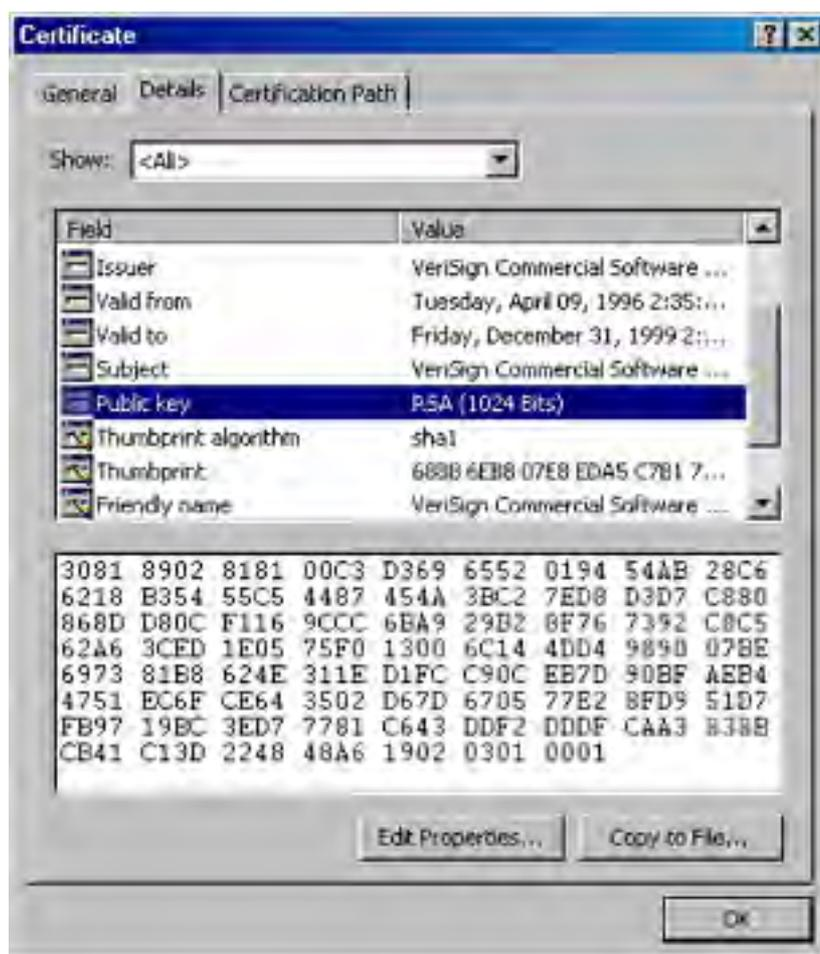 Certificate
General Details Certification Path
Show: <All>
Field Value
Issuer VeriSign Commercial Software ...
Valid from Tuesday, April 09, 1996 2:35:...
Valid to Friday, December 31, 1999 2:...
Subject VeriSign Commercial Software ...
Public key RSA (1024 Bits)
Thumbprint algorithm sha1
Thumbprint 688B 6EB8 07E8 EDA5 C7B1 7...
Friendly name VeriSign Commercial Software ...
3081 8902 8181 00C3 D369 6552 0194 54AB 28C6
6218 B354 55C5 4487 454A 3BC2 7ED8 D3D7 C880
868D D80C F116 9CCC 6BA9 29B2 8F76 7392 C8C5
62A6 3CED 1E05 75F0 1300 6C14 4DD4 9890 07BE
6973 81B8 624E 311E D1FC C90C EB7D 90BF AEB4
4751 EC6F CE64 3502 D67D 6705 77E2 8FD9 51D7
FB97 19BC 3ED7 7781 C643 DDF2 DDDF CAA3 8388
CB41 C13D 2248 48A6 1902 0301 0001
Edit Properties... Copy to File...
OK